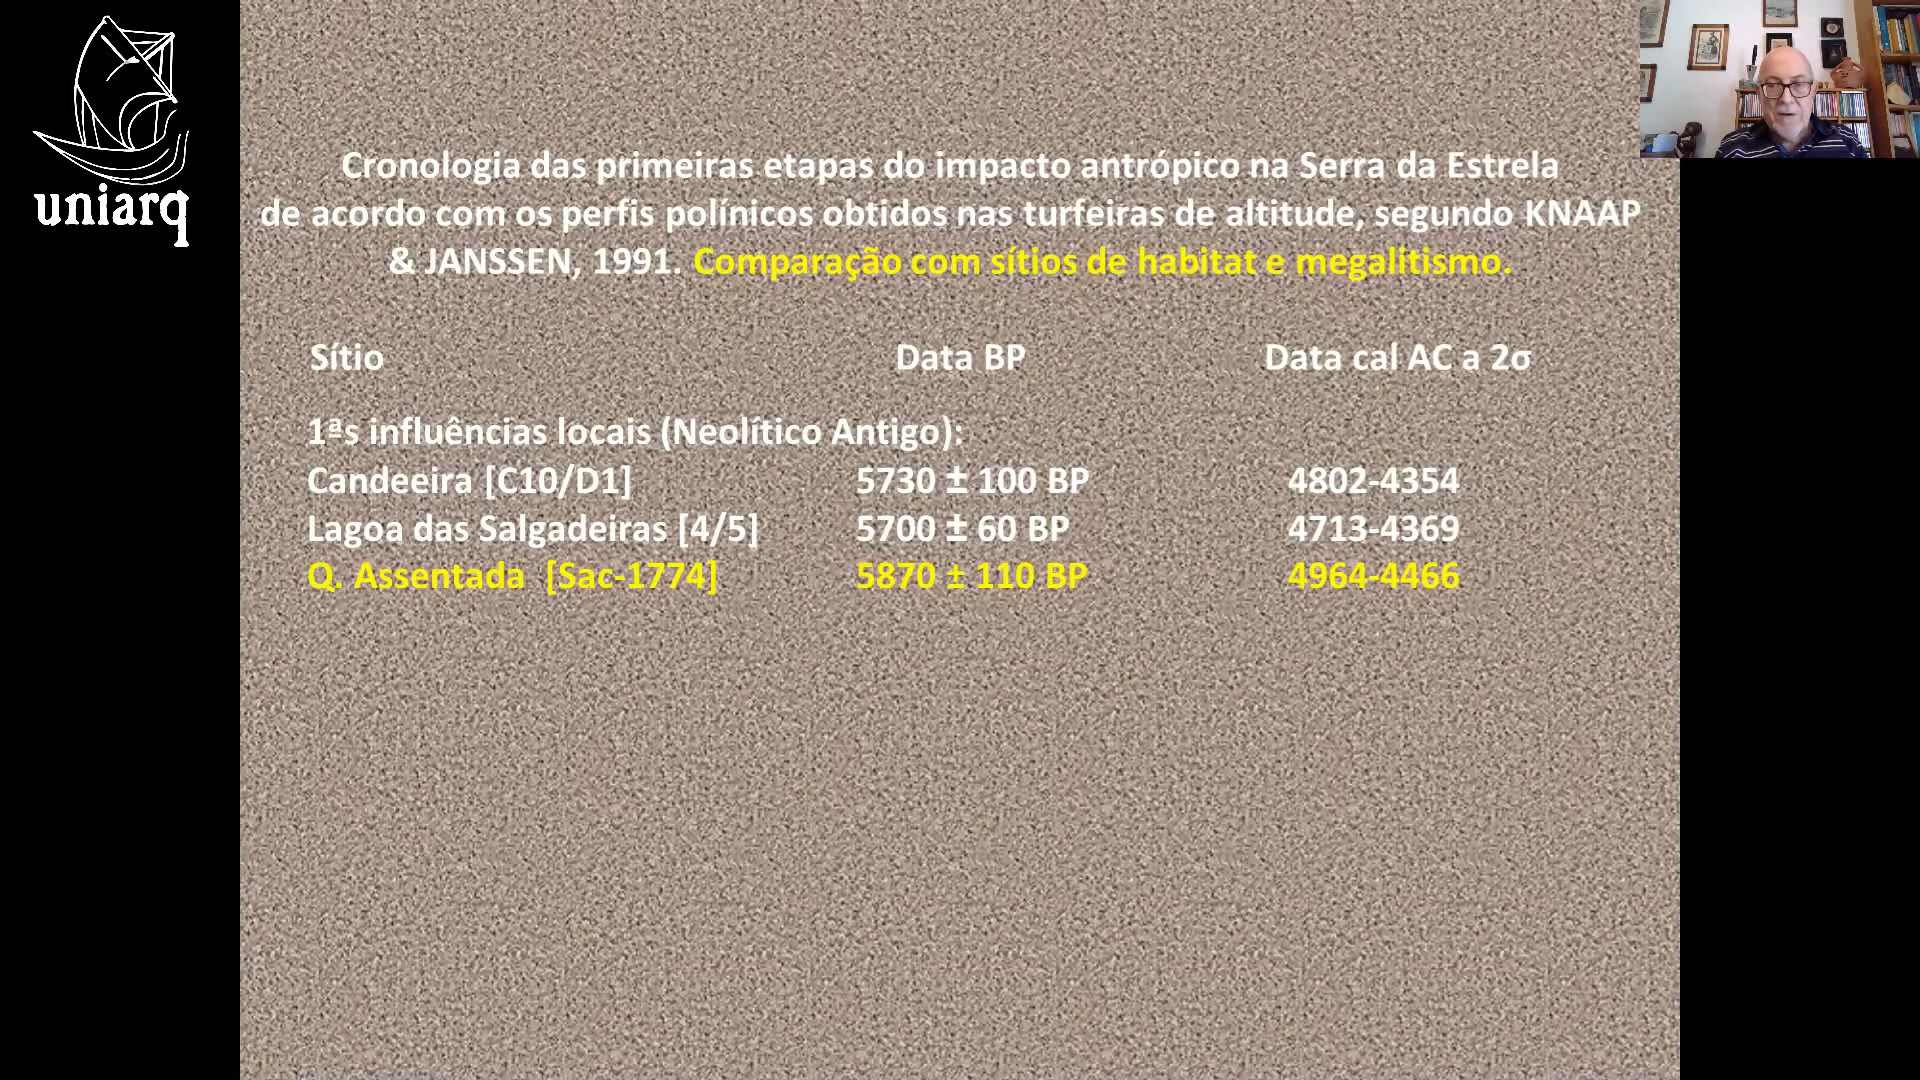 uniarq
Cronologia das primeiras etapas do impacto antrópico na Serra da Estrela
de acordo com os perfis polínicos obtidos nas turfeiras de altitude, segundo KNAAP
& JANSSEN, 1991. Comparação com sítios de habitat e megalitismo.
Sítio Data BP Data cal AC a 2σ
1ªs influências locais (Neolítico Antigo):
Candeeira [C10/D1] 5730 ± 100 BP 4802-4354
Lagoa das Salgadeiras [4/5] 5700 ± 60 BP 4713-4369
Q. Assentada [Sac-1774] 5870 ± 110 BP 4964-4466